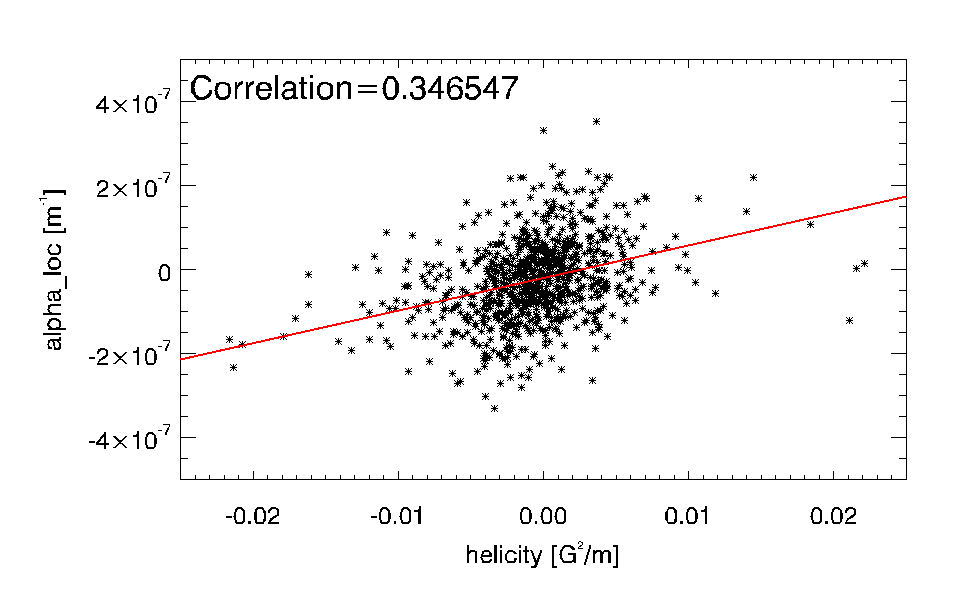 Correlation=0.346547
4×10⁻⁷
2×10⁻⁷
0
-2×10⁻⁷
-4×10⁻⁷
alpha_loc [m⁻¹]
-0.02 -0.01 0.00 0.01 0.02
helicity [G²/m]